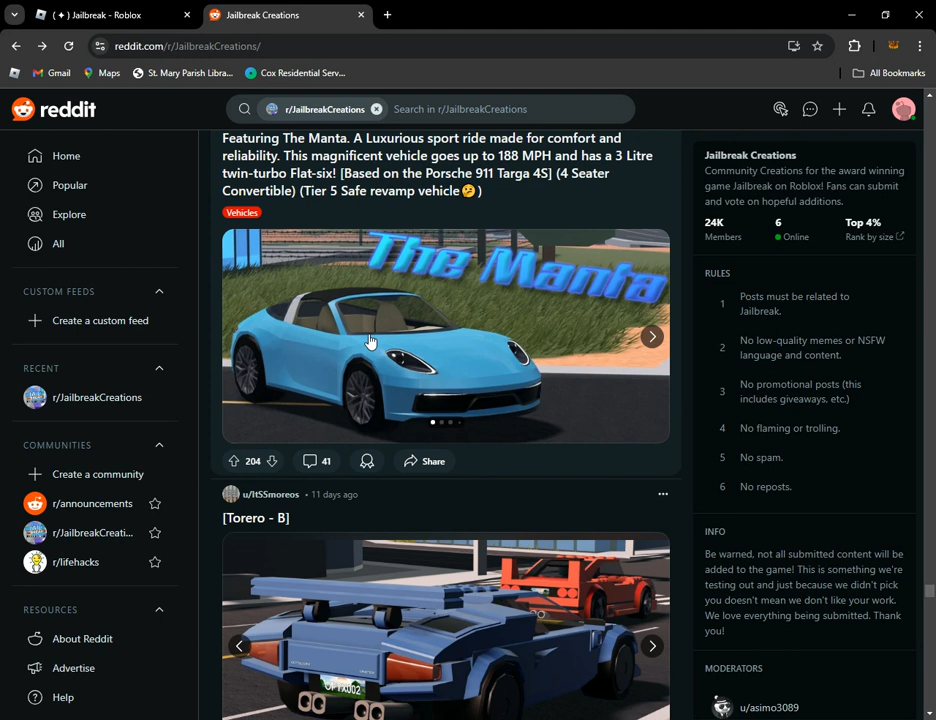 ( ✦ ) Jailbreak - Roblox
Jailbreak Creations
reddit.com/r/JailbreakCreations/
Gmail
Maps
St. Mary Parish Libra...
Cox Residential Serv...
All Bookmarks
reddit
r/JailbreakCreations
Search in r/JailbreakCreations
Home
Popular
Explore
All
CUSTOM FEEDS
Create a custom feed
RECENT
r/JailbreakCreations
COMMUNITIES
Create a community
r/announcements
r/JailbreakCreati...
r/lifehacks
RESOURCES
About Reddit
Advertise
Help
Featuring The Manta. A Luxurious sport ride made for comfort and
reliability. This magnificent vehicle goes up to 188 MPH and has a 3 Litre
twin-turbo Flat-six! [Based on the Porsche 911 Targa 4S] (4 Seater
Convertible) (Tier 5 Safe revamp vehicle🤔)
Vehicles
The Manta
204
41
Share
u/ItSSmoreos • 11 days ago
[Torero - B]
Jailbreak Creations
Community Creations for the award winning
game Jailbreak on Roblox! Fans can submit
and vote on hopeful additions.
24K
Members
6
Online
Top 4%
Rank by size
RULES
1 Posts must be related to
Jailbreak.
2 No low-quality memes or NSFW
language and content.
3 No promotional posts (this
includes giveaways, etc.)
4 No flaming or trolling.
5 No spam.
6 No reposts.
INFO
Be warned, not all submitted content will be
added to the game! This is something we're
testing out and just because we didn't pick
you doesn't mean we don't like your work.
We love everything being submitted. Thank
you!
MODERATORS
u/asimo3089